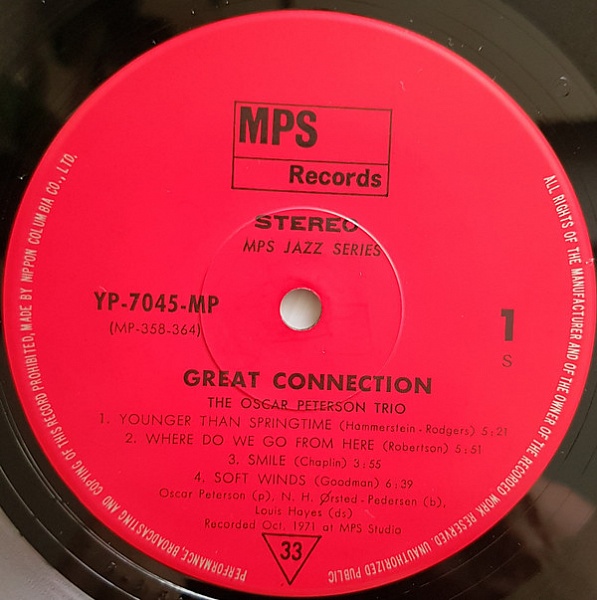 MPS
Records
STEREO
MPS JAZZ SERIES
YP-7045-MP
(MP-358-364)
1
S
GREAT CONNECTION
THE OSCAR PETERSON TRIO
1. YOUNGER THAN SPRINGTIME (Hammerstein-Rodgers) 5:21
2. WHERE DO WE GO FROM HERE (Robertson) 5:51
3. SMILE (Chaplin) 3:55
4. SOFT WINDS (Goodman) 6:39
Oscar Peterson (p), N. H. Ørsted-Pedersen (b),
Louis Hayes (ds)
Recorded Oct. 1971 at MPS Studio
33
ALL RIGHTS OF THE MANUFACTURER AND OF THE OWNER OF THE RECORDED WORK RESERVED. UNAUTHORIZED PUBLIC
PERFORMANCE, BROADCASTING AND COPYING OF THIS RECORD PROHIBITED, MADE BY NIPPON COLUMBIA CO., LTD.